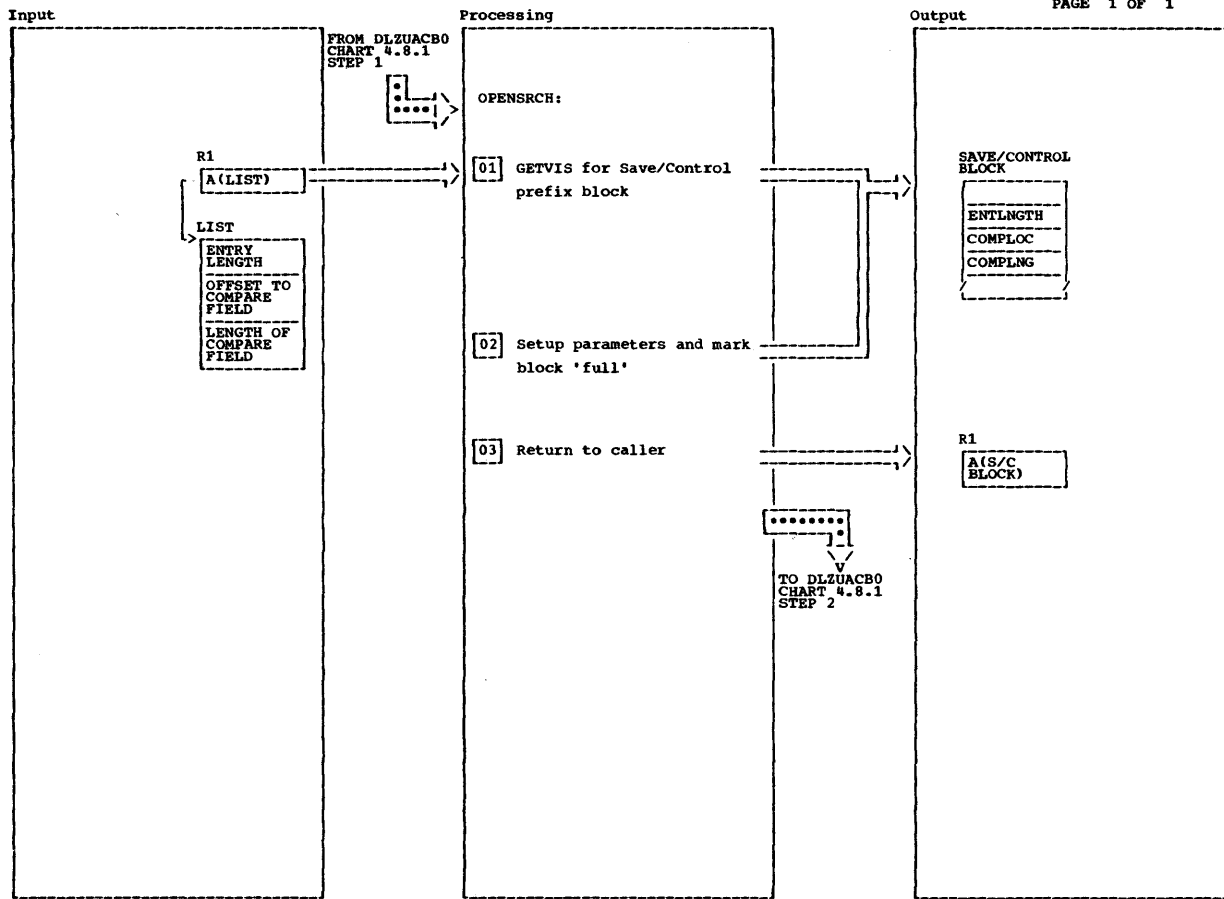 PAGE 1 OF 1
Input
Processing
Output
FROM DLZUACB0
CHART 4.8.1
STEP 1
OPENSRCH:
R1
A(LIST)
01 GETVIS for Save/Control
prefix block
SAVE/CONTROL
BLOCK
ENTLNGTH
COMPLOC
COMPLNG
LIST
ENTRY
LENGTH
OFFSET TO
COMPARE
FIELD
LENGTH OF
COMPARE
FIELD
02 Setup parameters and mark
block 'full'
03 Return to caller
R1
A(S/C
BLOCK)
TO DLZUACB0
CHART 4.8.1
STEP 2